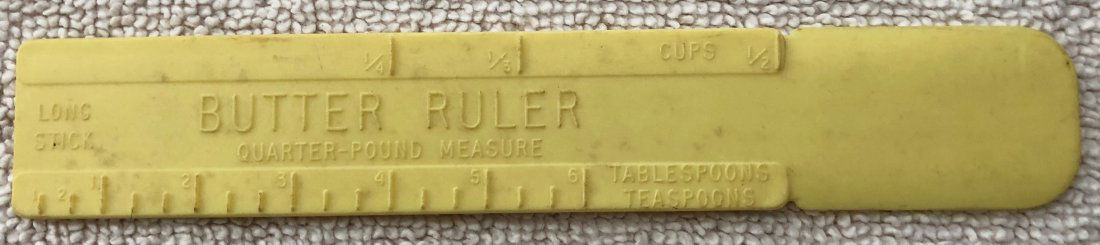 1/4 1/3 CUPS 1/2
LONG
STICK
BUTTER RULER
QUARTER-POUND MEASURE
1 2 1 2 3 4 5 6 TABLESPOONS
TEASPOONS